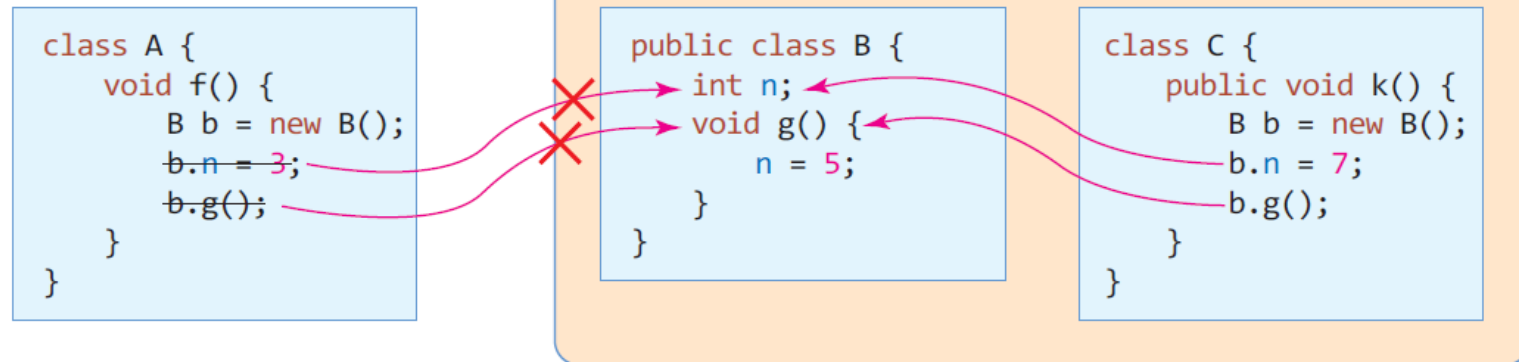 class A {
void f() {
B b = new B();
b.n = 3;
b.g();
}
}
public class B {
int n;
void g() {
n = 5;
}
}
class C {
public void k() {
B b = new B();
b.n = 7;
b.g();
}
}